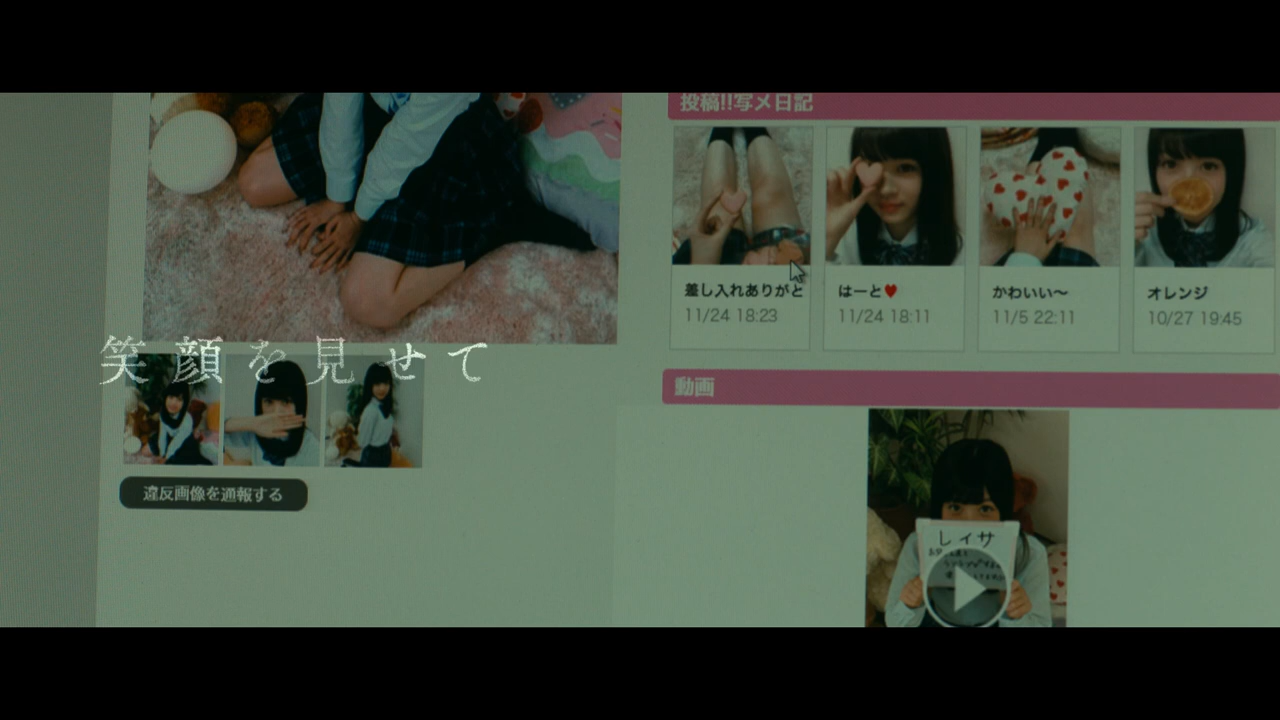 投稿!!写メ日記
差し入れありがと
11/24 18:23
はーと♥
11/24 18:11
かわいい〜
11/5 22:11
オレンジ
10/27 19:45
笑顔を見せて
違反画像を通報する
動画
レイサ